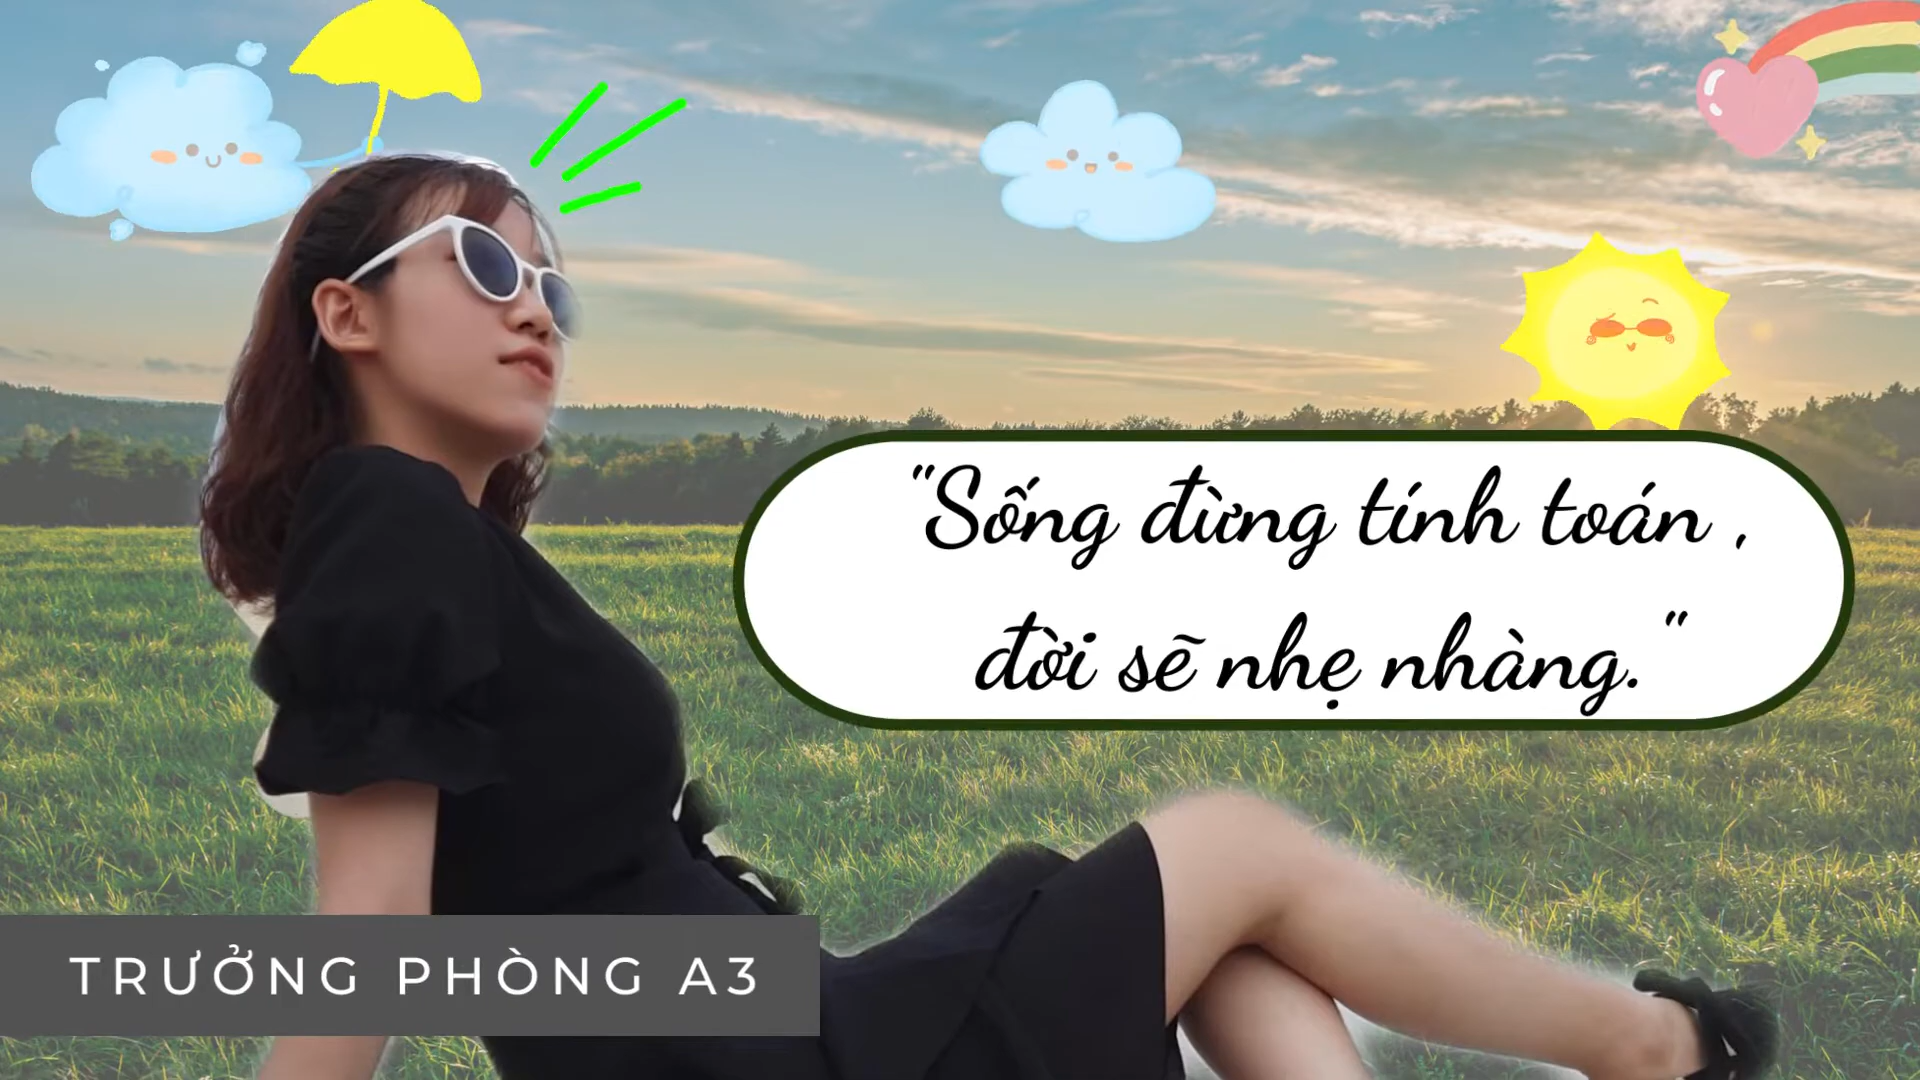 "Sống đừng tính toán ,
đời sẽ nhẹ nhàng."
TRƯỞNG PHÒNG A3